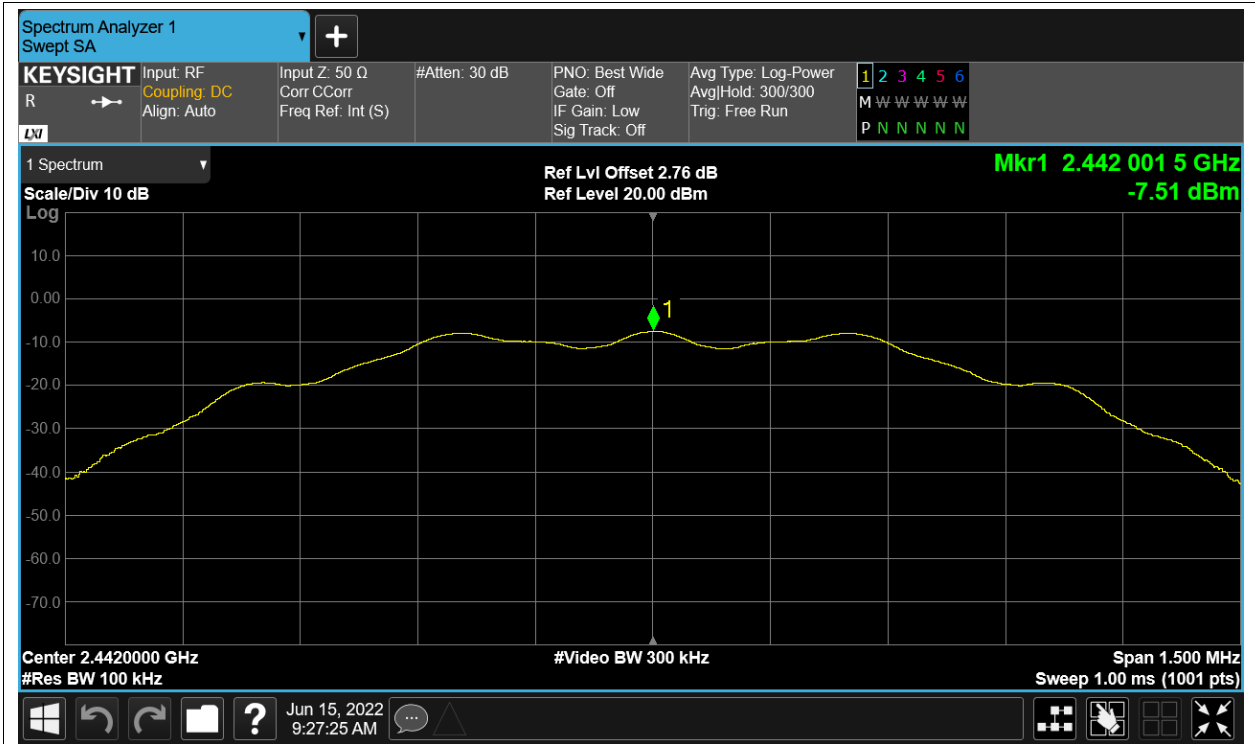 Spectrum Analyzer 1
Swept SA
+
KEYSIGHT
R
LXI
Input: RF
Coupling: DC
Align: Auto
Input Z: 50 Ω
Corr CCorr
Freq Ref: Int (S)
#Atten: 30 dB
PNO: Best Wide
Gate: Off
IF Gain: Low
Sig Track: Off
Avg Type: Log-Power
Avg|Hold: 300/300
Trig: Free Run
1 2 3 4 5 6
M W W W W W
P N N N N N
1 Spectrum
Scale/Div 10 dB
Log
Ref Lvl Offset 2.76 dB
Ref Level 20.00 dBm
Mkr1 2.442 001 5 GHz
-7.51 dBm
10.0
0.00
1
-10.0
-20.0
-30.0
-40.0
-50.0
-60.0
-70.0
Center 2.4420000 GHz
#Video BW 300 kHz
Span 1.500 MHz
#Res BW 100 kHz
Sweep 1.00 ms (1001 pts)
?
Jun 15, 2022
9:27:25 AM